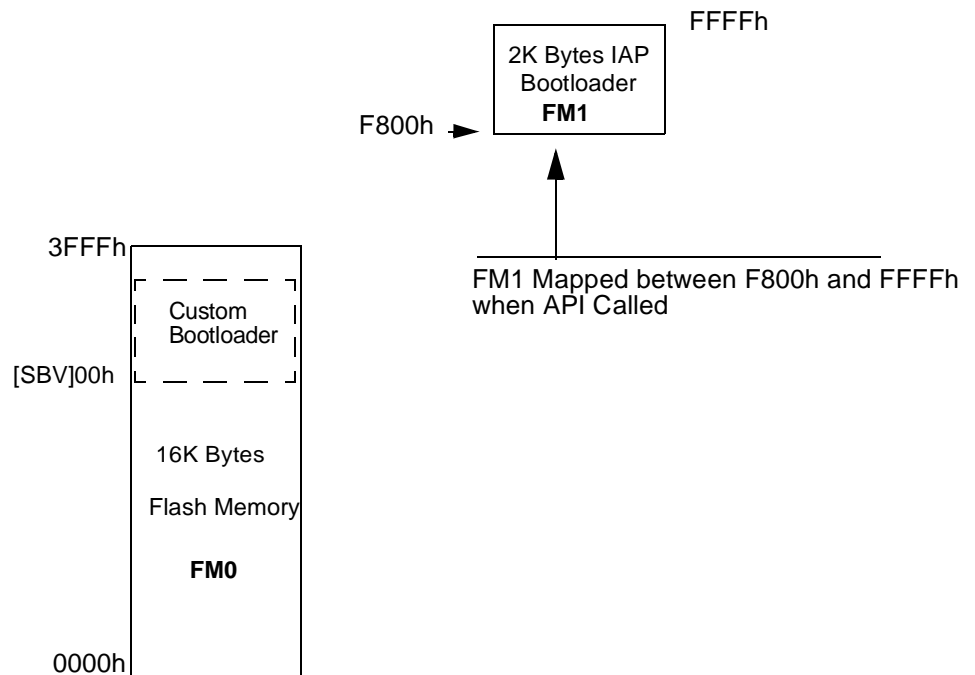 FFFFh
2K Bytes IAP
Bootloader
FM1
F800h
3FFFh
FM1 Mapped between F800h and FFFFh
when API Called
Custom
Bootloader
[SBV]00h
16K Bytes
Flash Memory
FM0
0000h